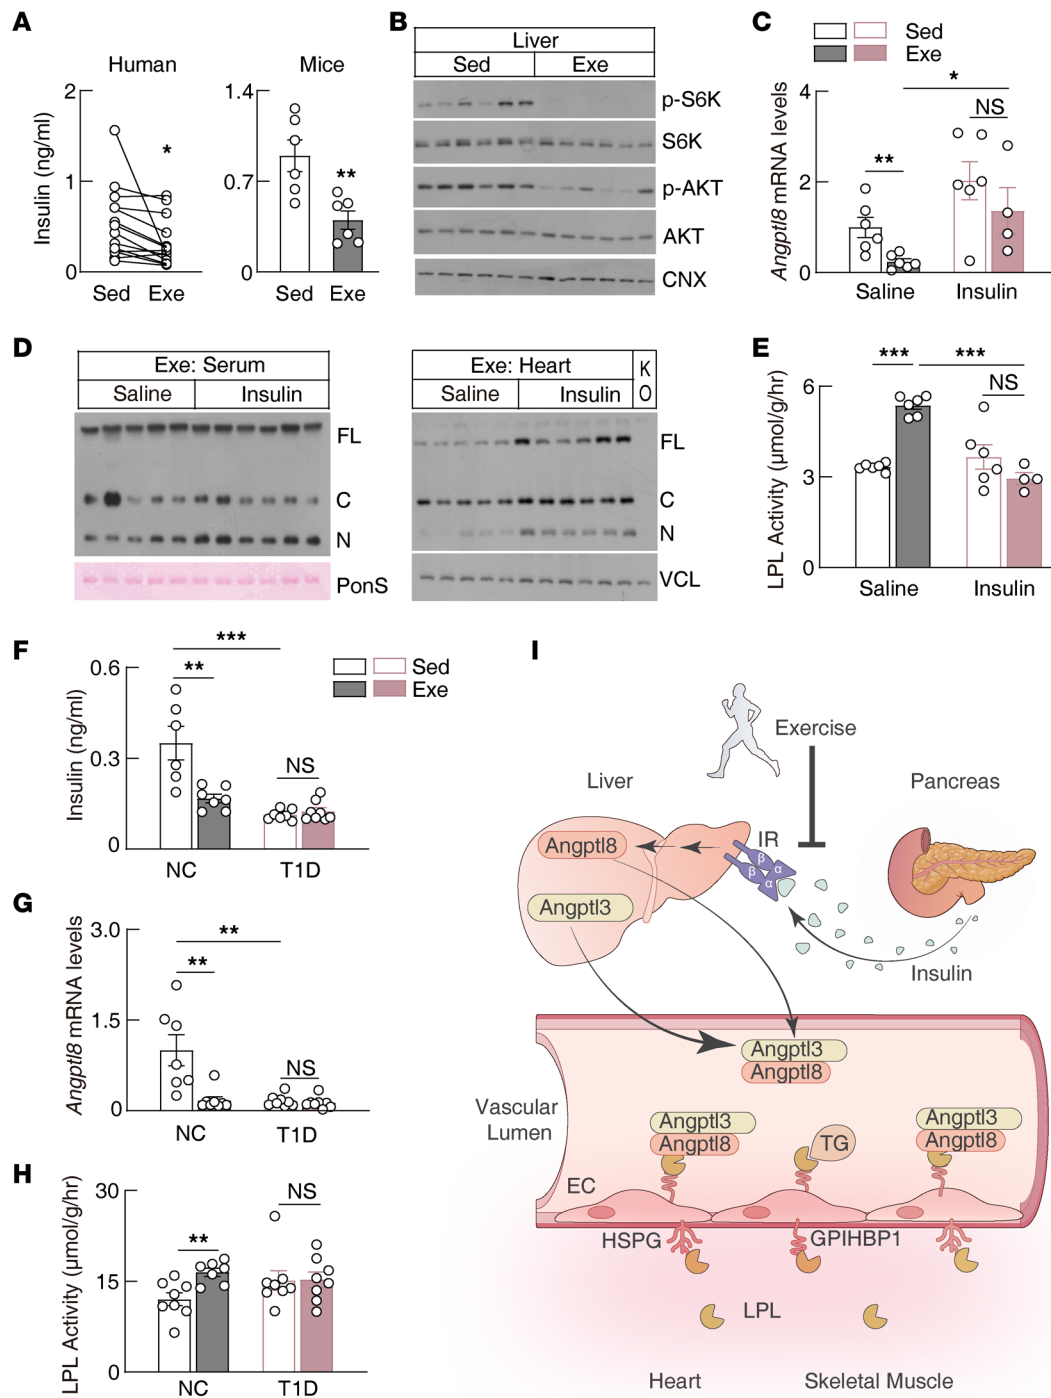 A
Human
Mice
Insulin (ng/ml)
2
1
0
*
Sed Exe
1.4
0.7
0
**
Sed Exe
B
Liver
Sed Exe
p-S6K
S6K
p-AKT
AKT
CNX
C
Sed
Exe
Angptl8 mRNA levels
4
2
0
*
NS
**
Saline Insulin
D
Exe: Serum
Saline Insulin
FL
C
N
PonS
Exe: Heart
K
O
Saline Insulin
FL
C
N
VCL
E
LPL Activity (µmol/g/hr)
6
3
0
*** ***
NS
Saline Insulin
F
Insulin (ng/ml)
0.6
0.3
0
***
**
NS
Sed
Exe
NC T1D
G
Angptl8 mRNA levels
3.0
1.5
0
**
**
NS
NC T1D
H
LPL Activity (µmol/g/hr)
30
15
0
**
NS
NC T1D
I
Exercise
Liver
Pancreas
IR
Angptl8
β
β
α
α
Angptl3
Insulin
Angptl3
Angptl8
Vascular
Lumen
Angptl3
Angptl8
TG
Angptl3
Angptl8
EC
HSPG
GPIHBP1
LPL
Heart
Skeletal Muscle